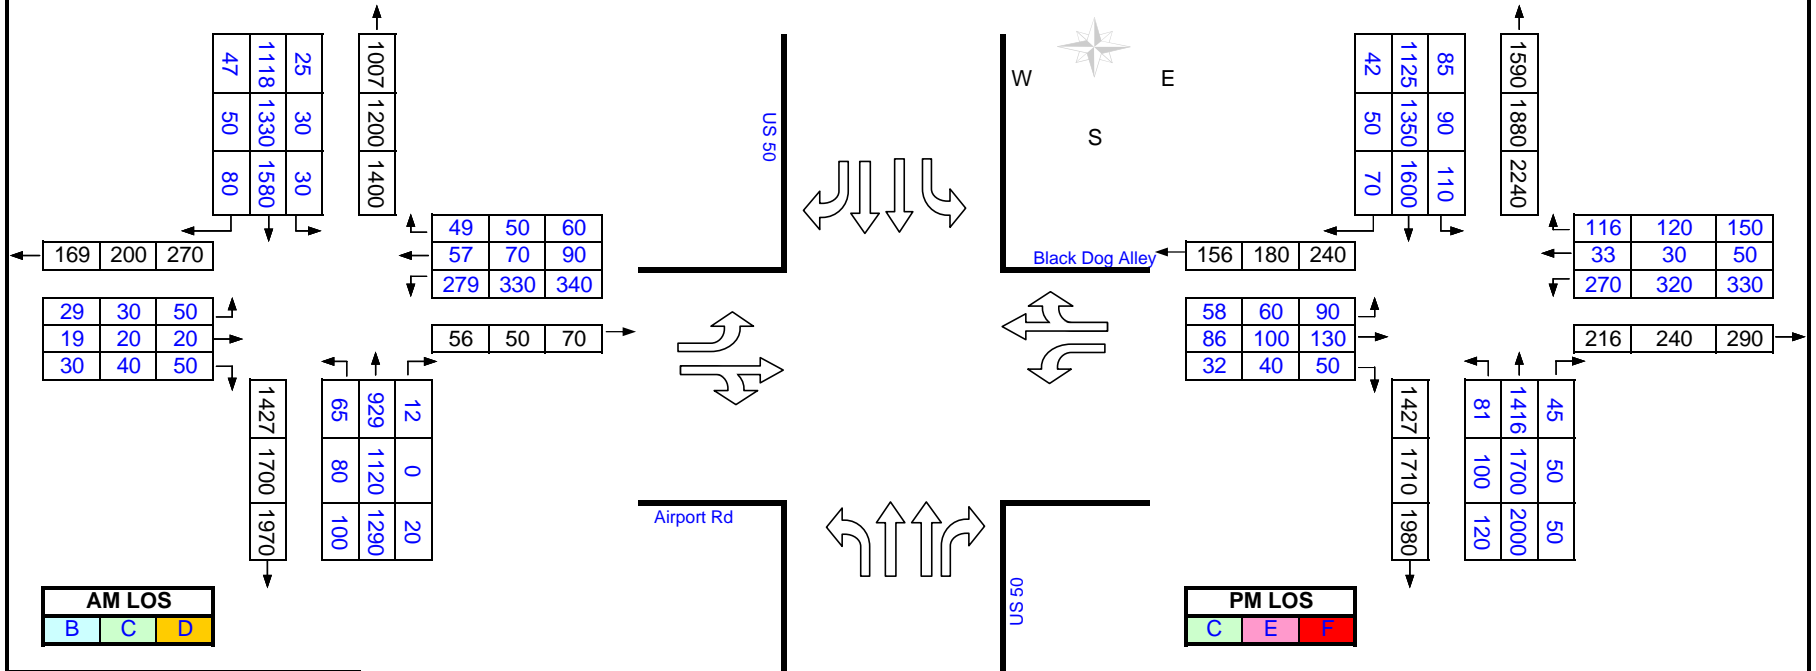 47 1118 25
50 1330 30
80 1580 30
1007 1200 1400
169 200 270
49 50 60
57 70 90
279 330 340
29 30 50
19 20 20
30 40 50
56 50 70
1427 1700 1970
65 929 12
80 1120 0
100 1290 20
AM LOS
B C D
US 50
W E
S
Black Dog Alley
Airport Rd
US 50
42 1125 85
50 1350 90
70 1600 110
1590 1880 2240
156 180 240
116 120 150
33 30 50
270 320 330
58 60 90
86 100 130
32 40 50
216 240 290
1427 1710 1980
81 1416 45
100 1700 50
120 2000 50
PM LOS
C E F